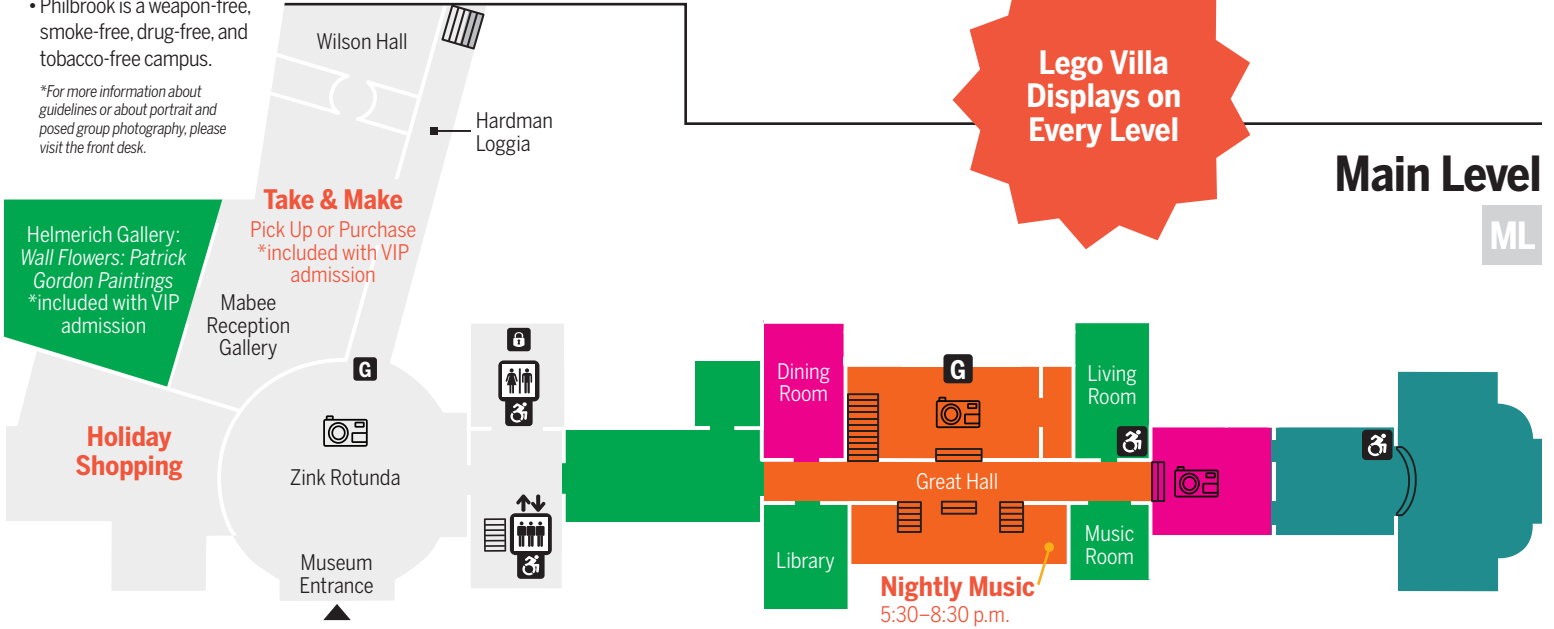 • Philbrook is a weapon-free,
smoke-free, drug-free, and
tobacco-free campus.
*For more information about
guidelines or about portrait and
posed group photography, please
visit the front desk.
Wilson Hall
Hardman
Loggia
Lego Villa
Displays on
Every Level
Main Level
ML
Take & Make
Pick Up or Purchase
*included with VIP
admission
Helmerich Gallery:
Wall Flowers: Patrick
Gordon Paintings
*included with VIP
admission
Mabee
Reception
Gallery
G
Holiday
Shopping
Zink Rotunda
Museum
Entrance
Dining
Room
G
Living
Room
Great Hall
Library
Music
Room
Nightly Music
5:30–8:30 p.m.